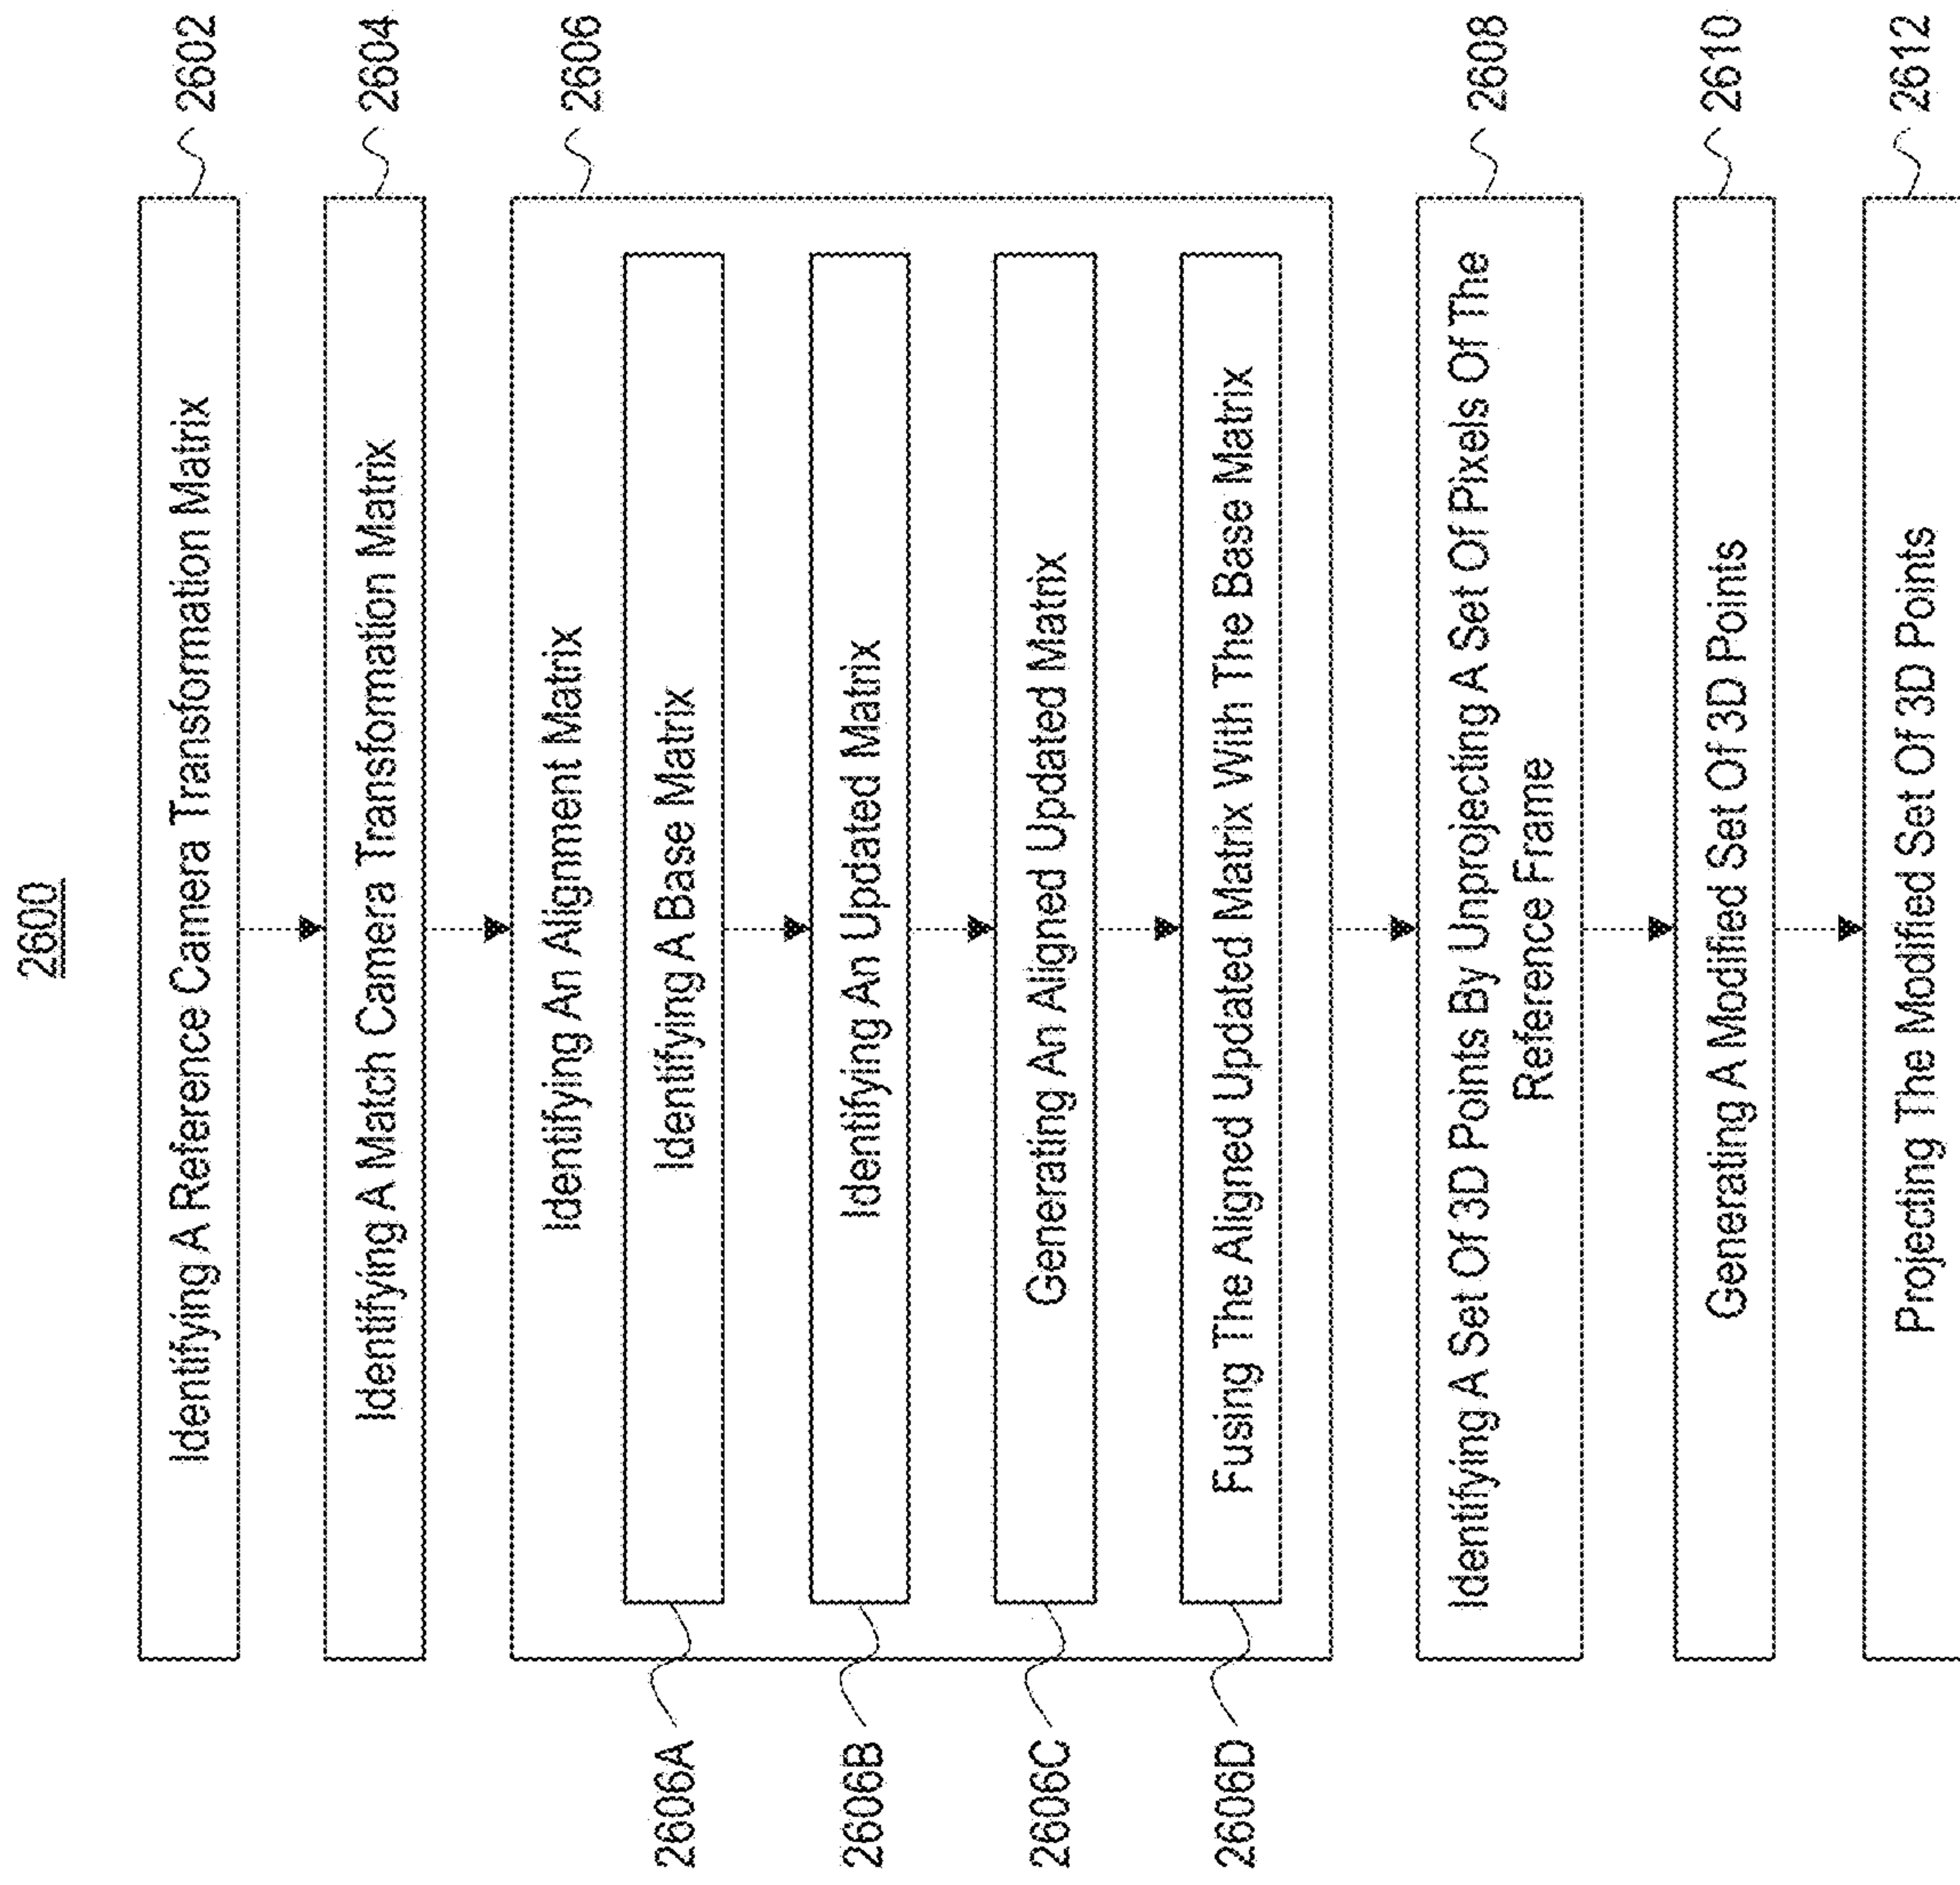 2600
Identifying A Reference Camera Transformation Matrix
2602
Identifying A Match Camera Transformation Matrix
2604
Identifying An Alignment Matrix
2606
Identifying A Base Matrix
2606A
Identifying An Updated Matrix
2606B
Generating An Aligned Updated Matrix
2606C
Fusing The Aligned Updated Matrix With The Base Matrix
2606D
Identifying A Set Of 3D Points By Unprojecting A Set Of Pixels Of The
Reference Frame
2608
Generating A Modified Set Of 3D Points
2610
Projecting The Modified Set Of 3D Points
2612